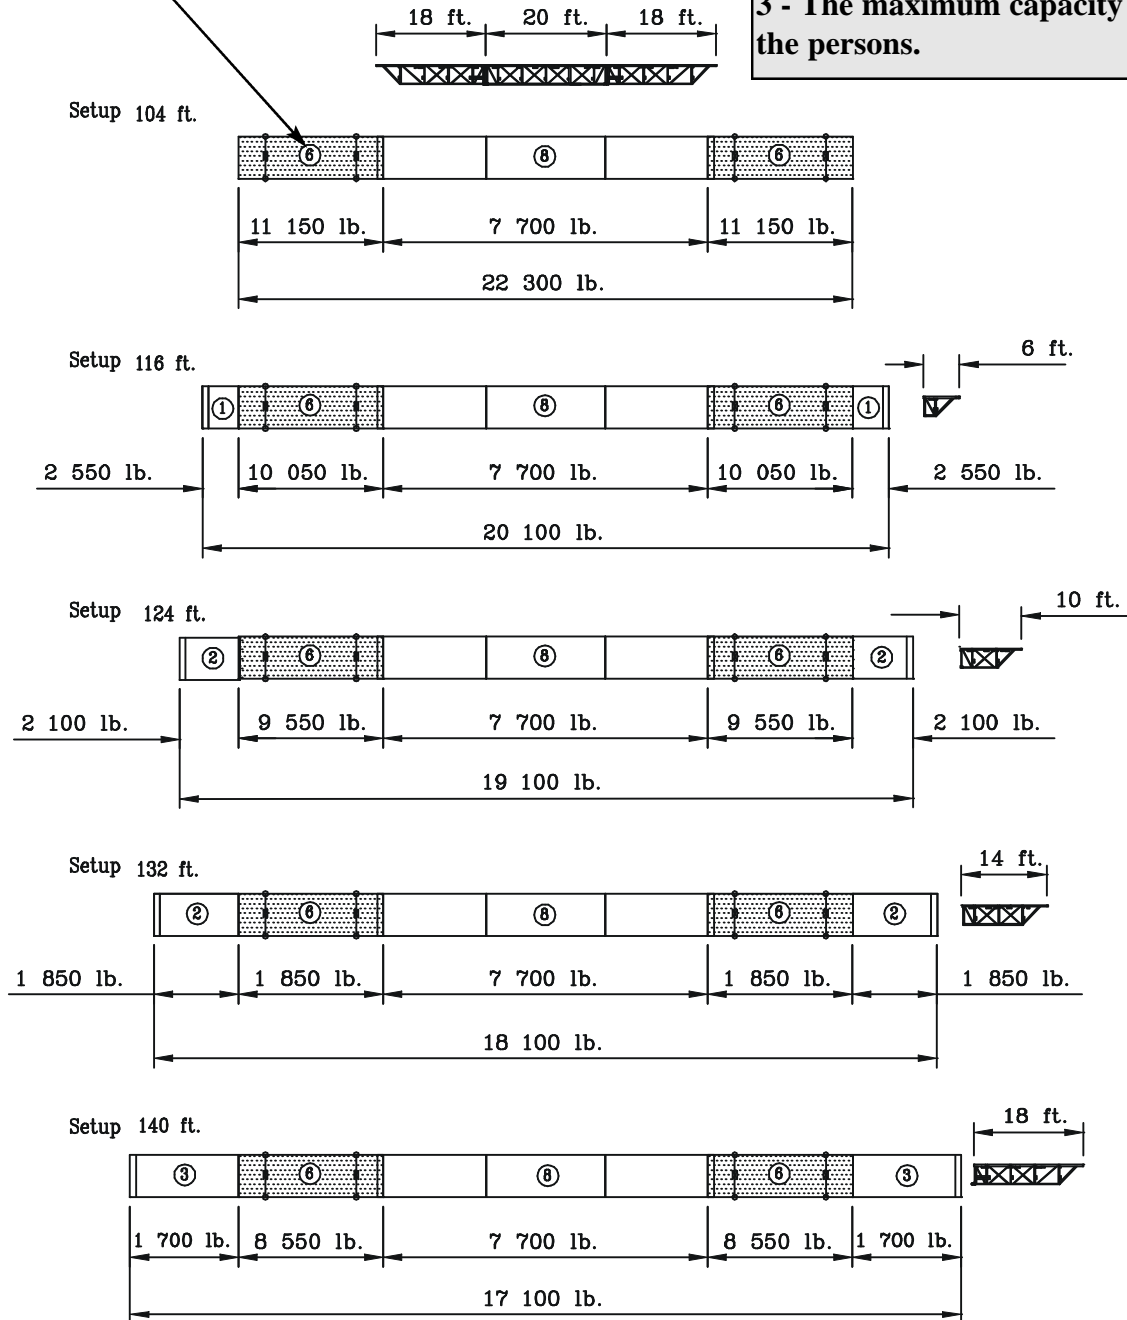 18 ft. 20 ft. 18 ft.
3 - The maximum capacity
the persons.
Setup 104 ft.
6 8 6
11 150 lb. 7 700 lb. 11 150 lb.
22 300 lb.
Setup 116 ft.
6 ft.
1 6 8 6 1
2 550 lb. 10 050 lb. 7 700 lb. 10 050 lb. 2 550 lb.
20 100 lb.
Setup 124 ft.
10 ft.
2 6 8 6 2
2 100 lb. 9 550 lb. 7 700 lb. 9 550 lb. 2 100 lb.
19 100 lb.
Setup 132 ft.
14 ft.
2 6 8 6 2
1 850 lb. 1 850 lb. 7 700 lb. 1 850 lb. 1 850 lb.
18 100 lb.
Setup 140 ft.
18 ft.
3 6 8 6 3
1 700 lb. 8 550 lb. 7 700 lb. 8 550 lb. 1 700 lb.
17 100 lb.